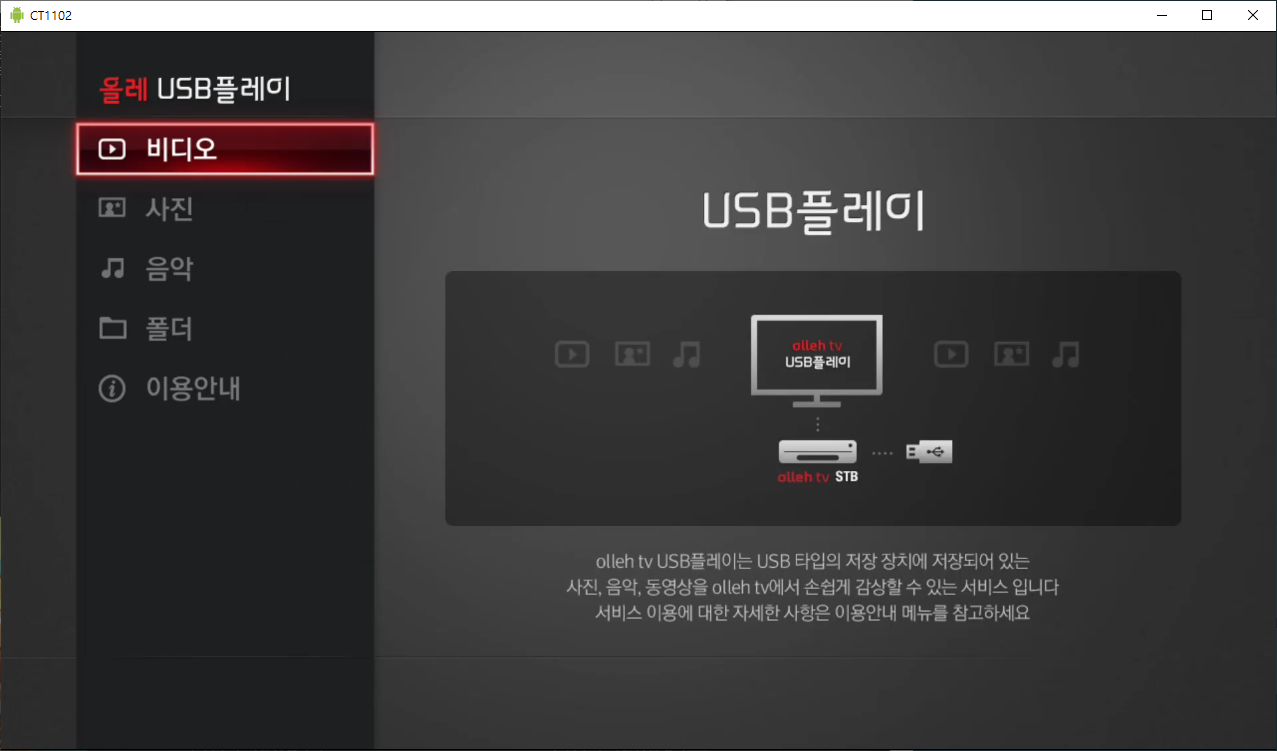 CT1102
올레 USB플레이
비디오
사진
음악
폴더
이용안내
USB플레이
olleh tv
USB플레이
olleh tv STB
olleh tv USB플레이는 USB 타입의 저장 장치에 저장되어 있는
사진, 음악, 동영상을 olleh tv에서 손쉽게 감상할 수 있는 서비스 입니다
서비스 이용에 대한 자세한 사항은 이용안내 메뉴를 참고하세요